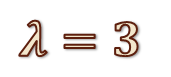 λ = 3